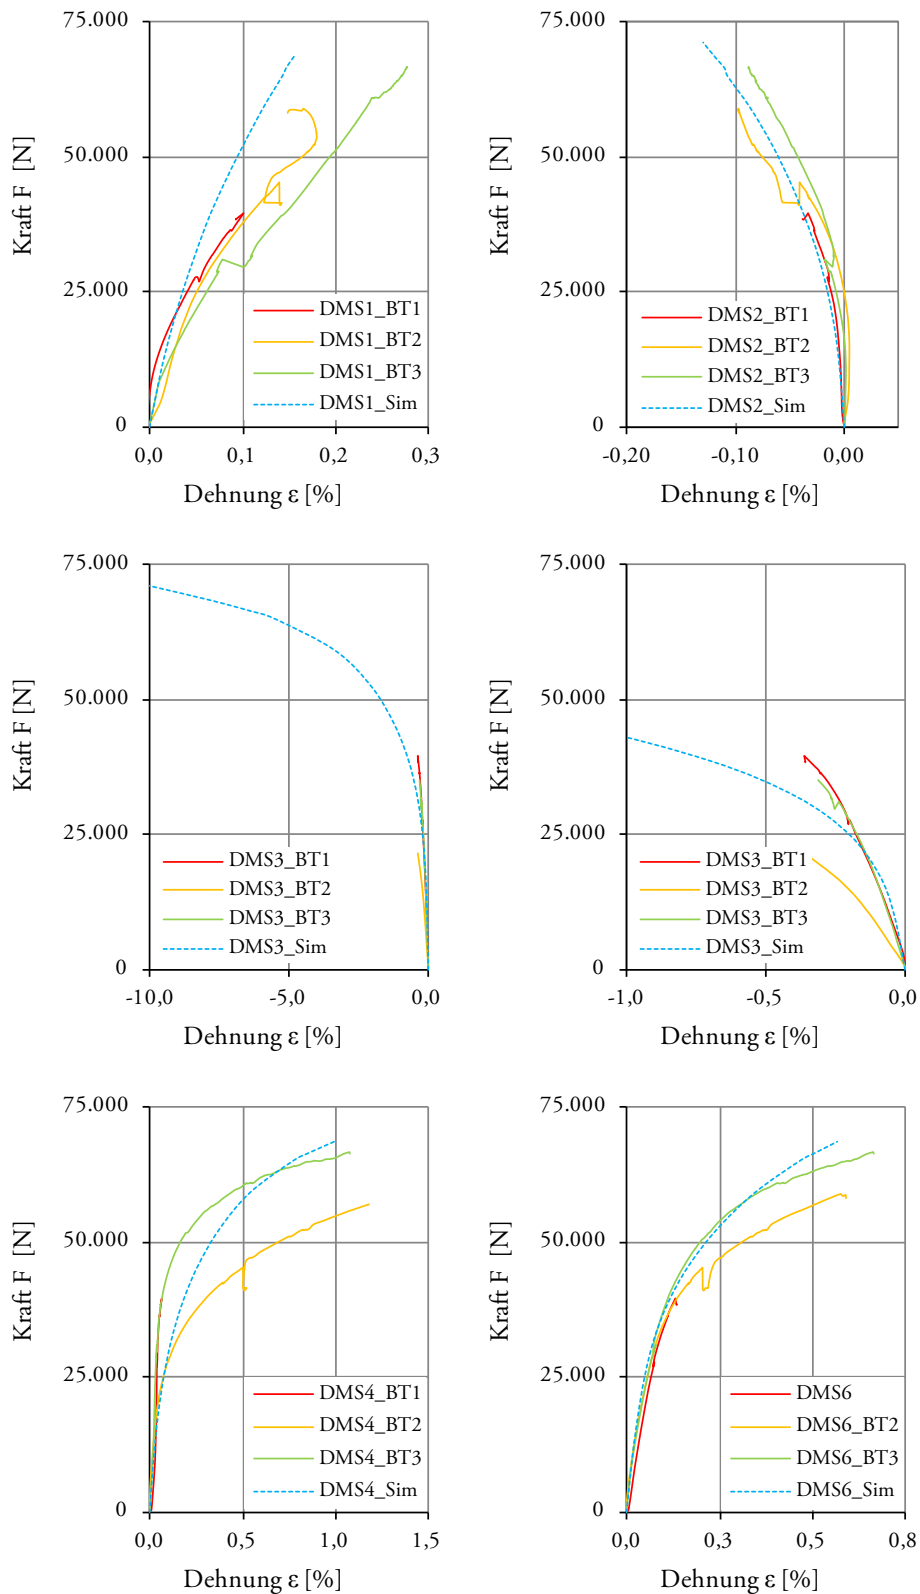 75.000
50.000
25.000
0
Kraft F [N]
DMS1_BT1
DMS1_BT2
DMS1_BT3
DMS1_Sim
0,0
0,1
0,2
0,3
Dehnung ε [%]
75.000
50.000
25.000
0
Kraft F [N]
DMS2_BT1
DMS2_BT2
DMS2_BT3
DMS2_Sim
-0,20
-0,10
0,00
Dehnung ε [%]
75.000
50.000
25.000
0
Kraft F [N]
DMS3_BT1
DMS3_BT2
DMS3_BT3
DMS3_Sim
-10,0
-5,0
0,0
Dehnung ε [%]
75.000
50.000
25.000
0
Kraft F [N]
DMS3_BT1
DMS3_BT2
DMS3_BT3
DMS3_Sim
-1,0
-0,5
0,0
Dehnung ε [%]
75.000
50.000
25.000
0
Kraft F [N]
DMS4_BT1
DMS4_BT2
DMS4_BT3
DMS4_Sim
0,0
0,5
1,0
1,5
Dehnung ε [%]
75.000
50.000
25.000
0
Kraft F [N]
DMS6
DMS6_BT2
DMS6_BT3
DMS6_Sim
0,0
0,3
0,5
0,8
Dehnung ε [%]